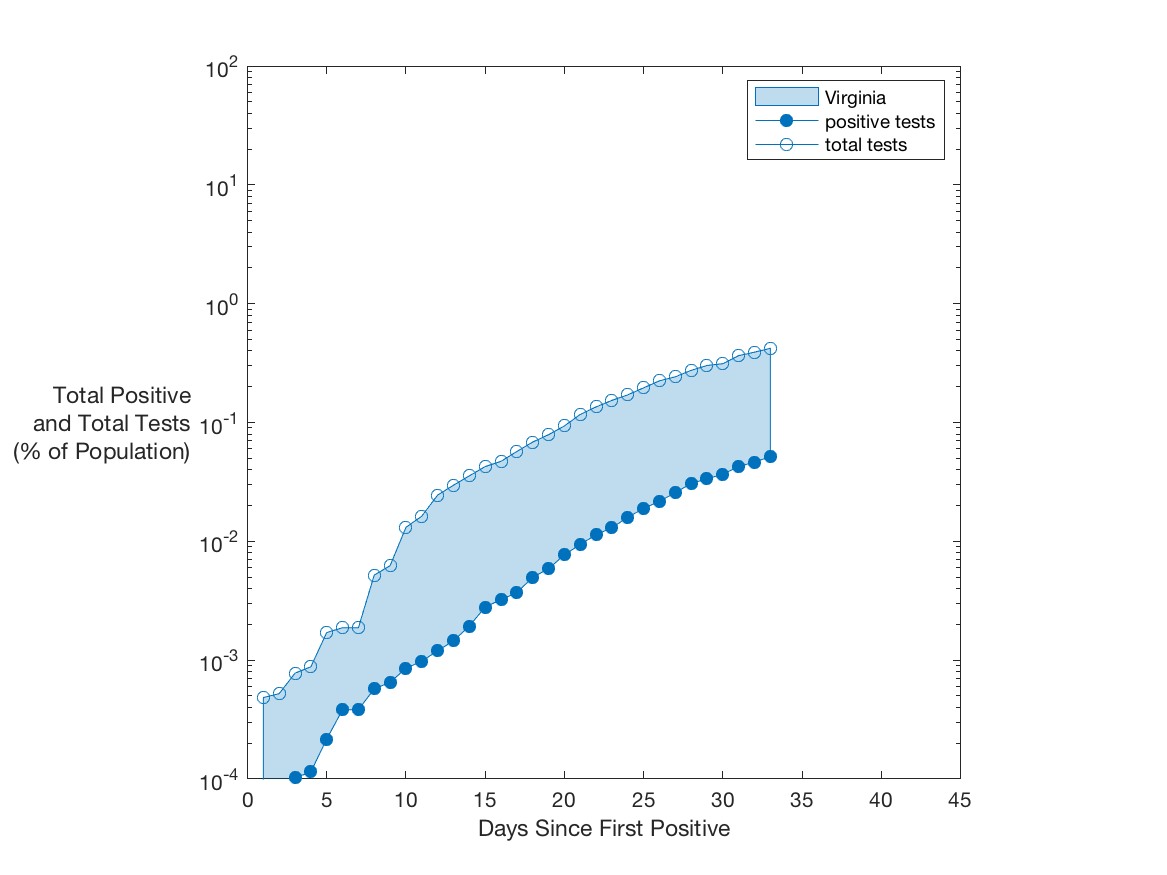 10^2
10^1
10^0
10^-1
10^-2
10^-3
10^-4
Total Positive
and Total Tests
(% of Population)
Virginia
positive tests
total tests
0 5 10 15 20 25 30 35 40 45
Days Since First Positive